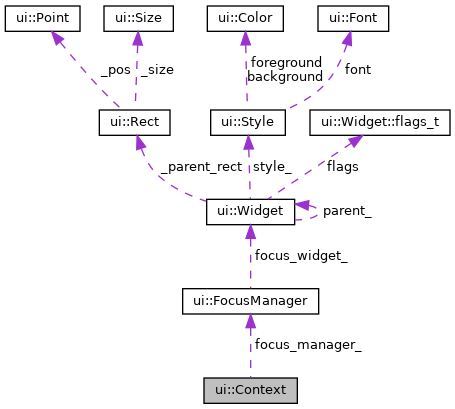 ui::Point
ui::Size
ui::Color
ui::Font
_pos
_size
foreground
background
font
ui::Rect
ui::Style
ui::Widget::flags_t
_parent_rect
style_
flags
ui::Widget
parent_
focus_widget_
ui::FocusManager
focus_manager_
ui::Context